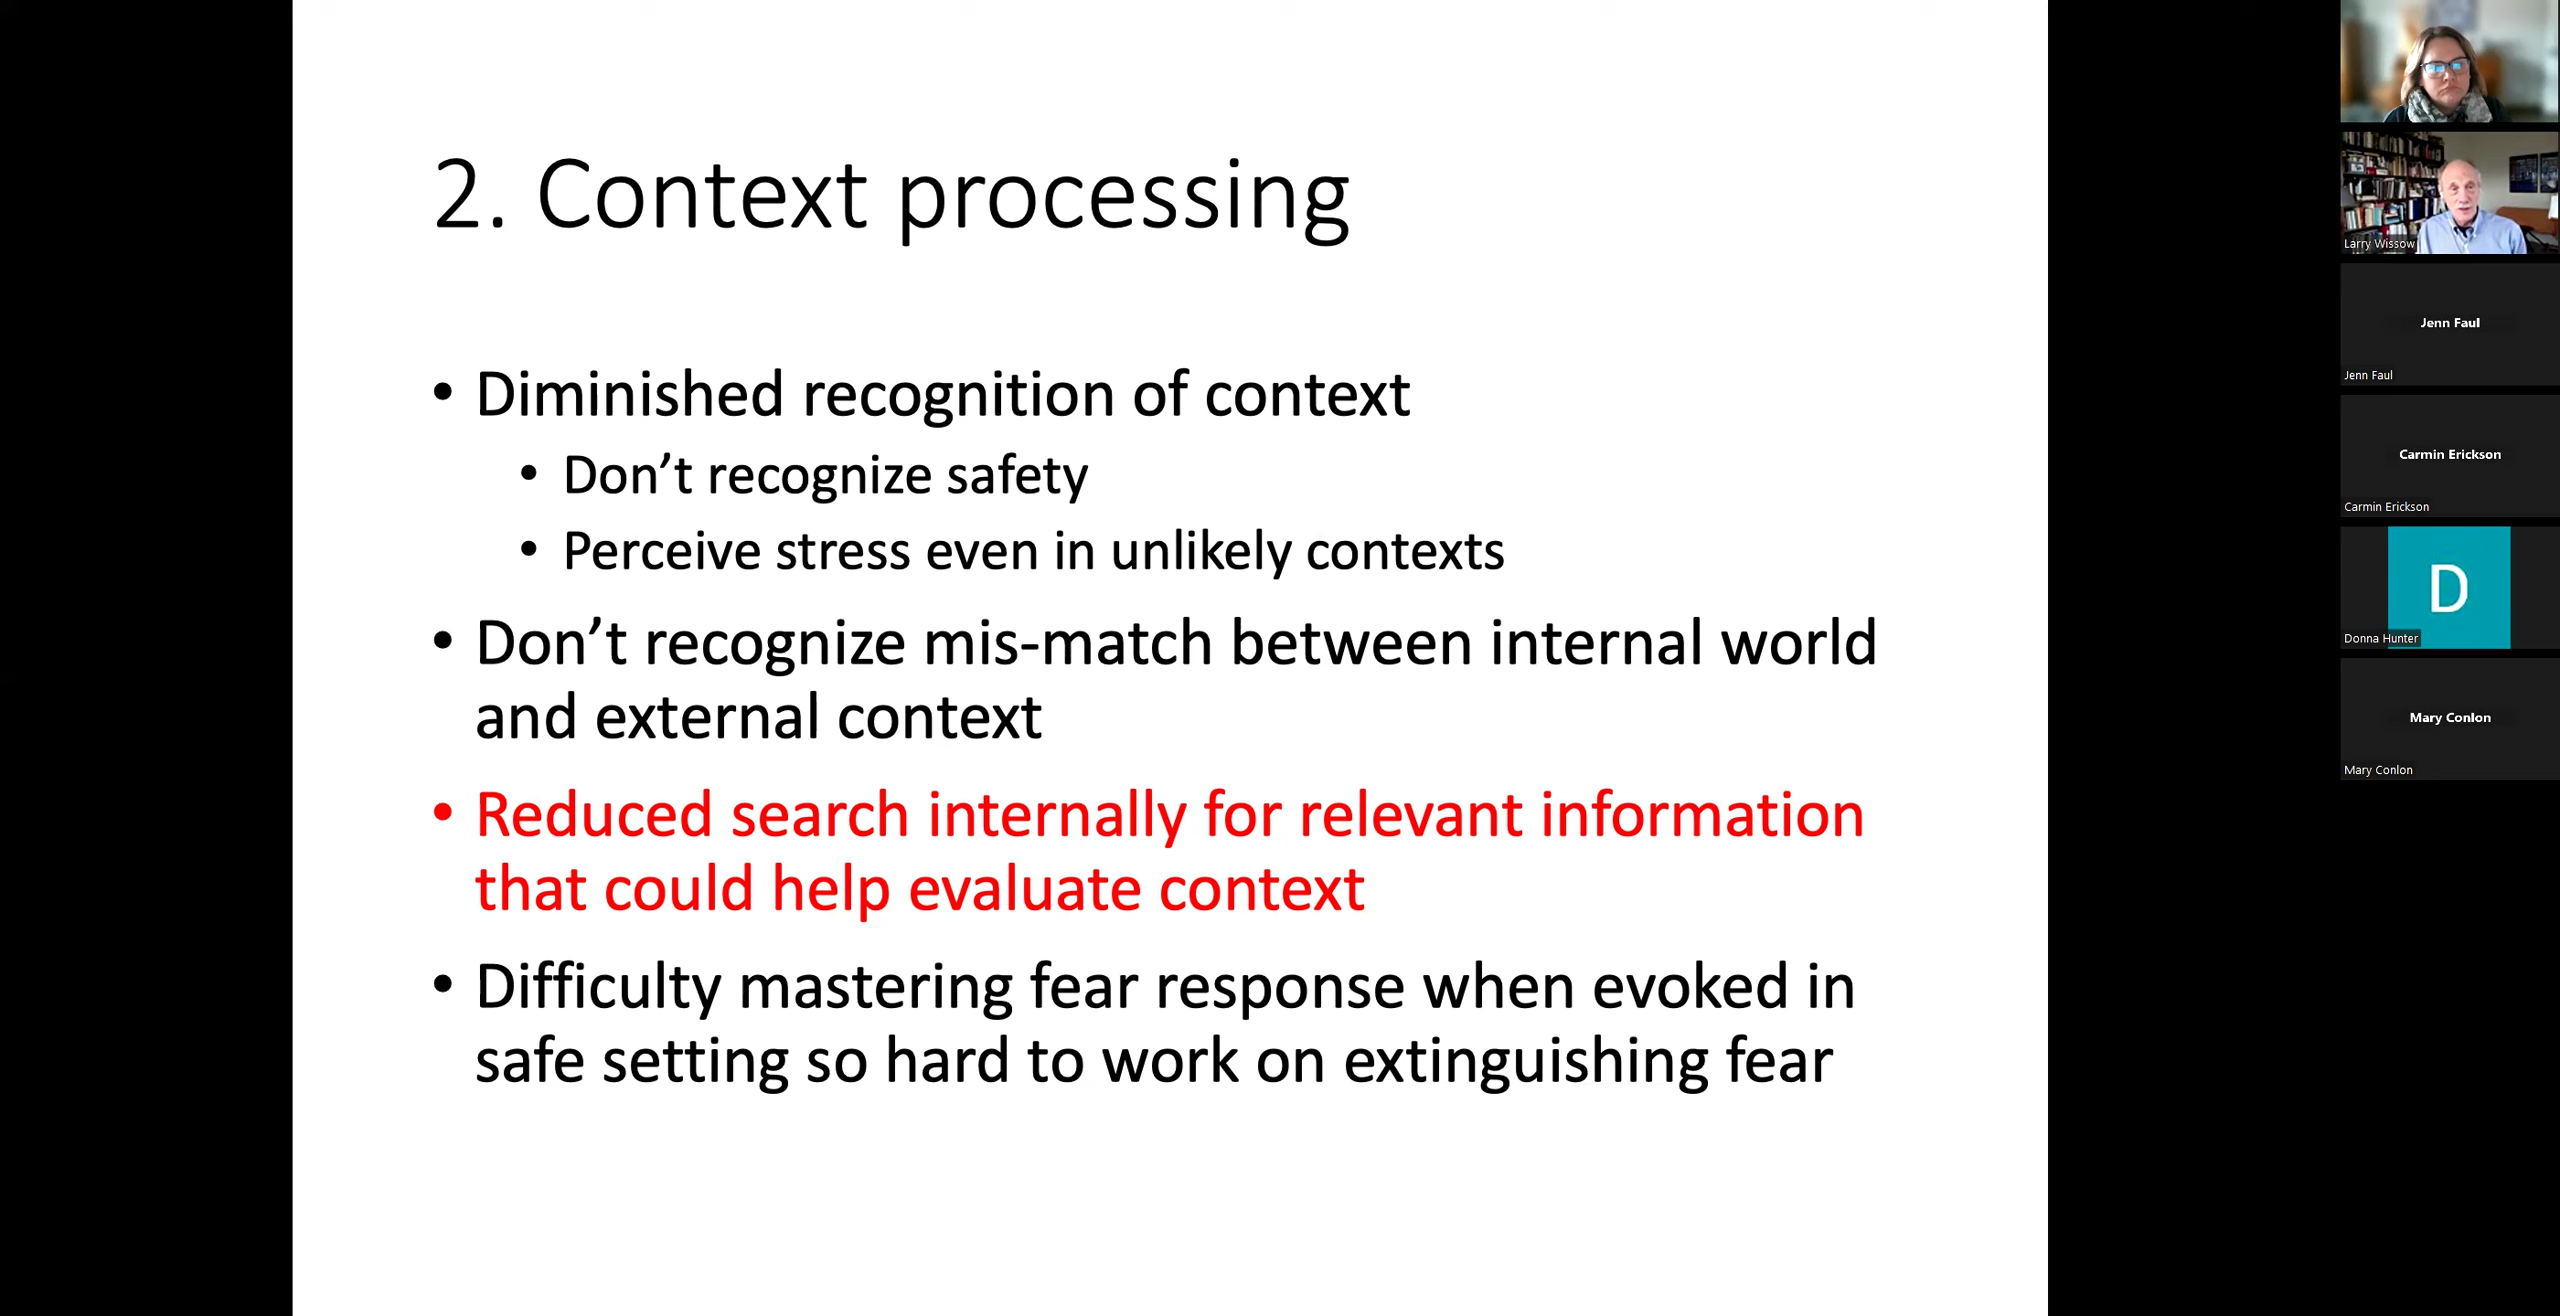 2. Context processing
• Diminished recognition of context
• Don’t recognize safety
• Perceive stress even in unlikely contexts
• Don’t recognize mis-match between internal world
and external context
• Reduced search internally for relevant information
that could help evaluate context
• Difficulty mastering fear response when evoked in
safe setting so hard to work on extinguishing fear
Larry Wissow
Jenn Faul
Jenn Faul
Carmin Erickson
Carmin Erickson
D
Donna Hunter
Mary Conlon
Mary Conlon